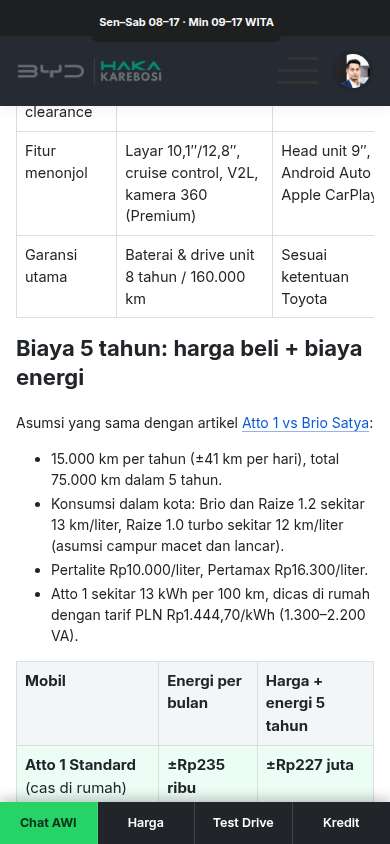 Sen–Sab 08–17 · Min 09–17 WITA
BYD HAKA
KAREBOSI
clearance
Fitur Layar 10,1″/12,8″, Head unit 9″,
menonjol cruise control, V2L, Android Auto
kamera 360 Apple CarPlay
(Premium)
Garansi Baterai & drive unit Sesuai
utama 8 tahun / 160.000 ketentuan
km Toyota
Biaya 5 tahun: harga beli + biaya
energi
Asumsi yang sama dengan artikel Atto 1 vs Brio Satya:
• 15.000 km per tahun (±41 km per hari), total
75.000 km dalam 5 tahun.
• Konsumsi dalam kota: Brio dan Raize 1.2 sekitar
13 km/liter, Raize 1.0 turbo sekitar 12 km/liter
(asumsi campur macet dan lancar).
• Pertalite Rp10.000/liter, Pertamax Rp16.300/liter.
• Atto 1 sekitar 13 kWh per 100 km, dicas di rumah
dengan tarif PLN Rp1.444,70/kWh (1.300–2.200
VA).
Mobil Energi per Harga +
bulan energi 5
tahun
Atto 1 Standard ±Rp235 ±Rp227 juta
(cas di rumah) ribu
Chat AWI Harga Test Drive Kredit